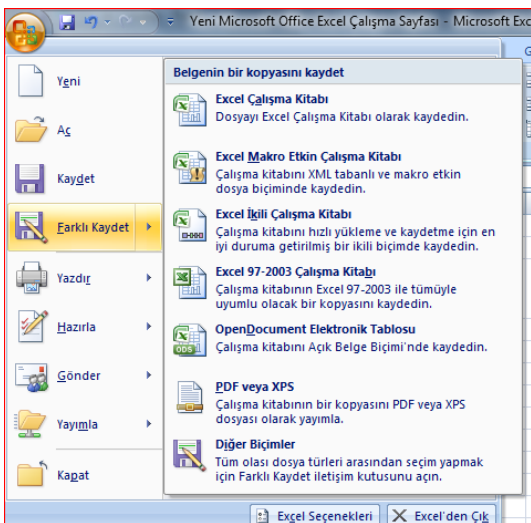 Yeni Microsoft Office Excel Çalışma Sayfası - Microsoft Exc
Yeni
Aç
Kaydet
Farklı Kaydet
Yazdır
Hazırla
Gönder
Yayımla
Kapat
Belgenin bir kopyasını kaydet
Excel Çalışma Kitabı
Dosyayı Excel Çalışma Kitabı olarak kaydedin.
Excel Makro Etkin Çalışma Kitabı
Çalışma kitabını XML tabanlı ve makro etkin
dosya biçiminde kaydedin.
Excel İkili Çalışma Kitabı
Çalışma kitabını hızlı yükleme ve kaydetme için en
iyi duruma getirilmiş bir ikili biçimde kaydedin.
Excel 97-2003 Çalışma Kitabı
Çalışma kitabının Excel 97-2003 ile tümüyle
uyumlu olacak bir kopyasını kaydedin.
OpenDocument Elektronik Tablosu
Çalışma kitabını Açık Belge Biçimi'nde kaydedin.
ODS
PDF veya XPS
Çalışma kitabının bir kopyasını PDF veya XPS
dosyası olarak yayımla.
Diğer Biçimler
Tüm olası dosya türleri arasından seçim yapmak
için Farklı Kaydet iletişim kutusunu açın.
Excel Seçenekleri
Excel'den Çık